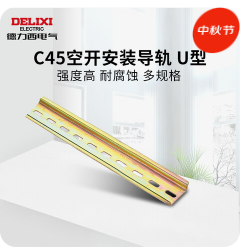 DELIXI
ELECTRIC
德力西电气
中秋节
C45空开安装导轨 U型
强度高 耐腐蚀 多规格